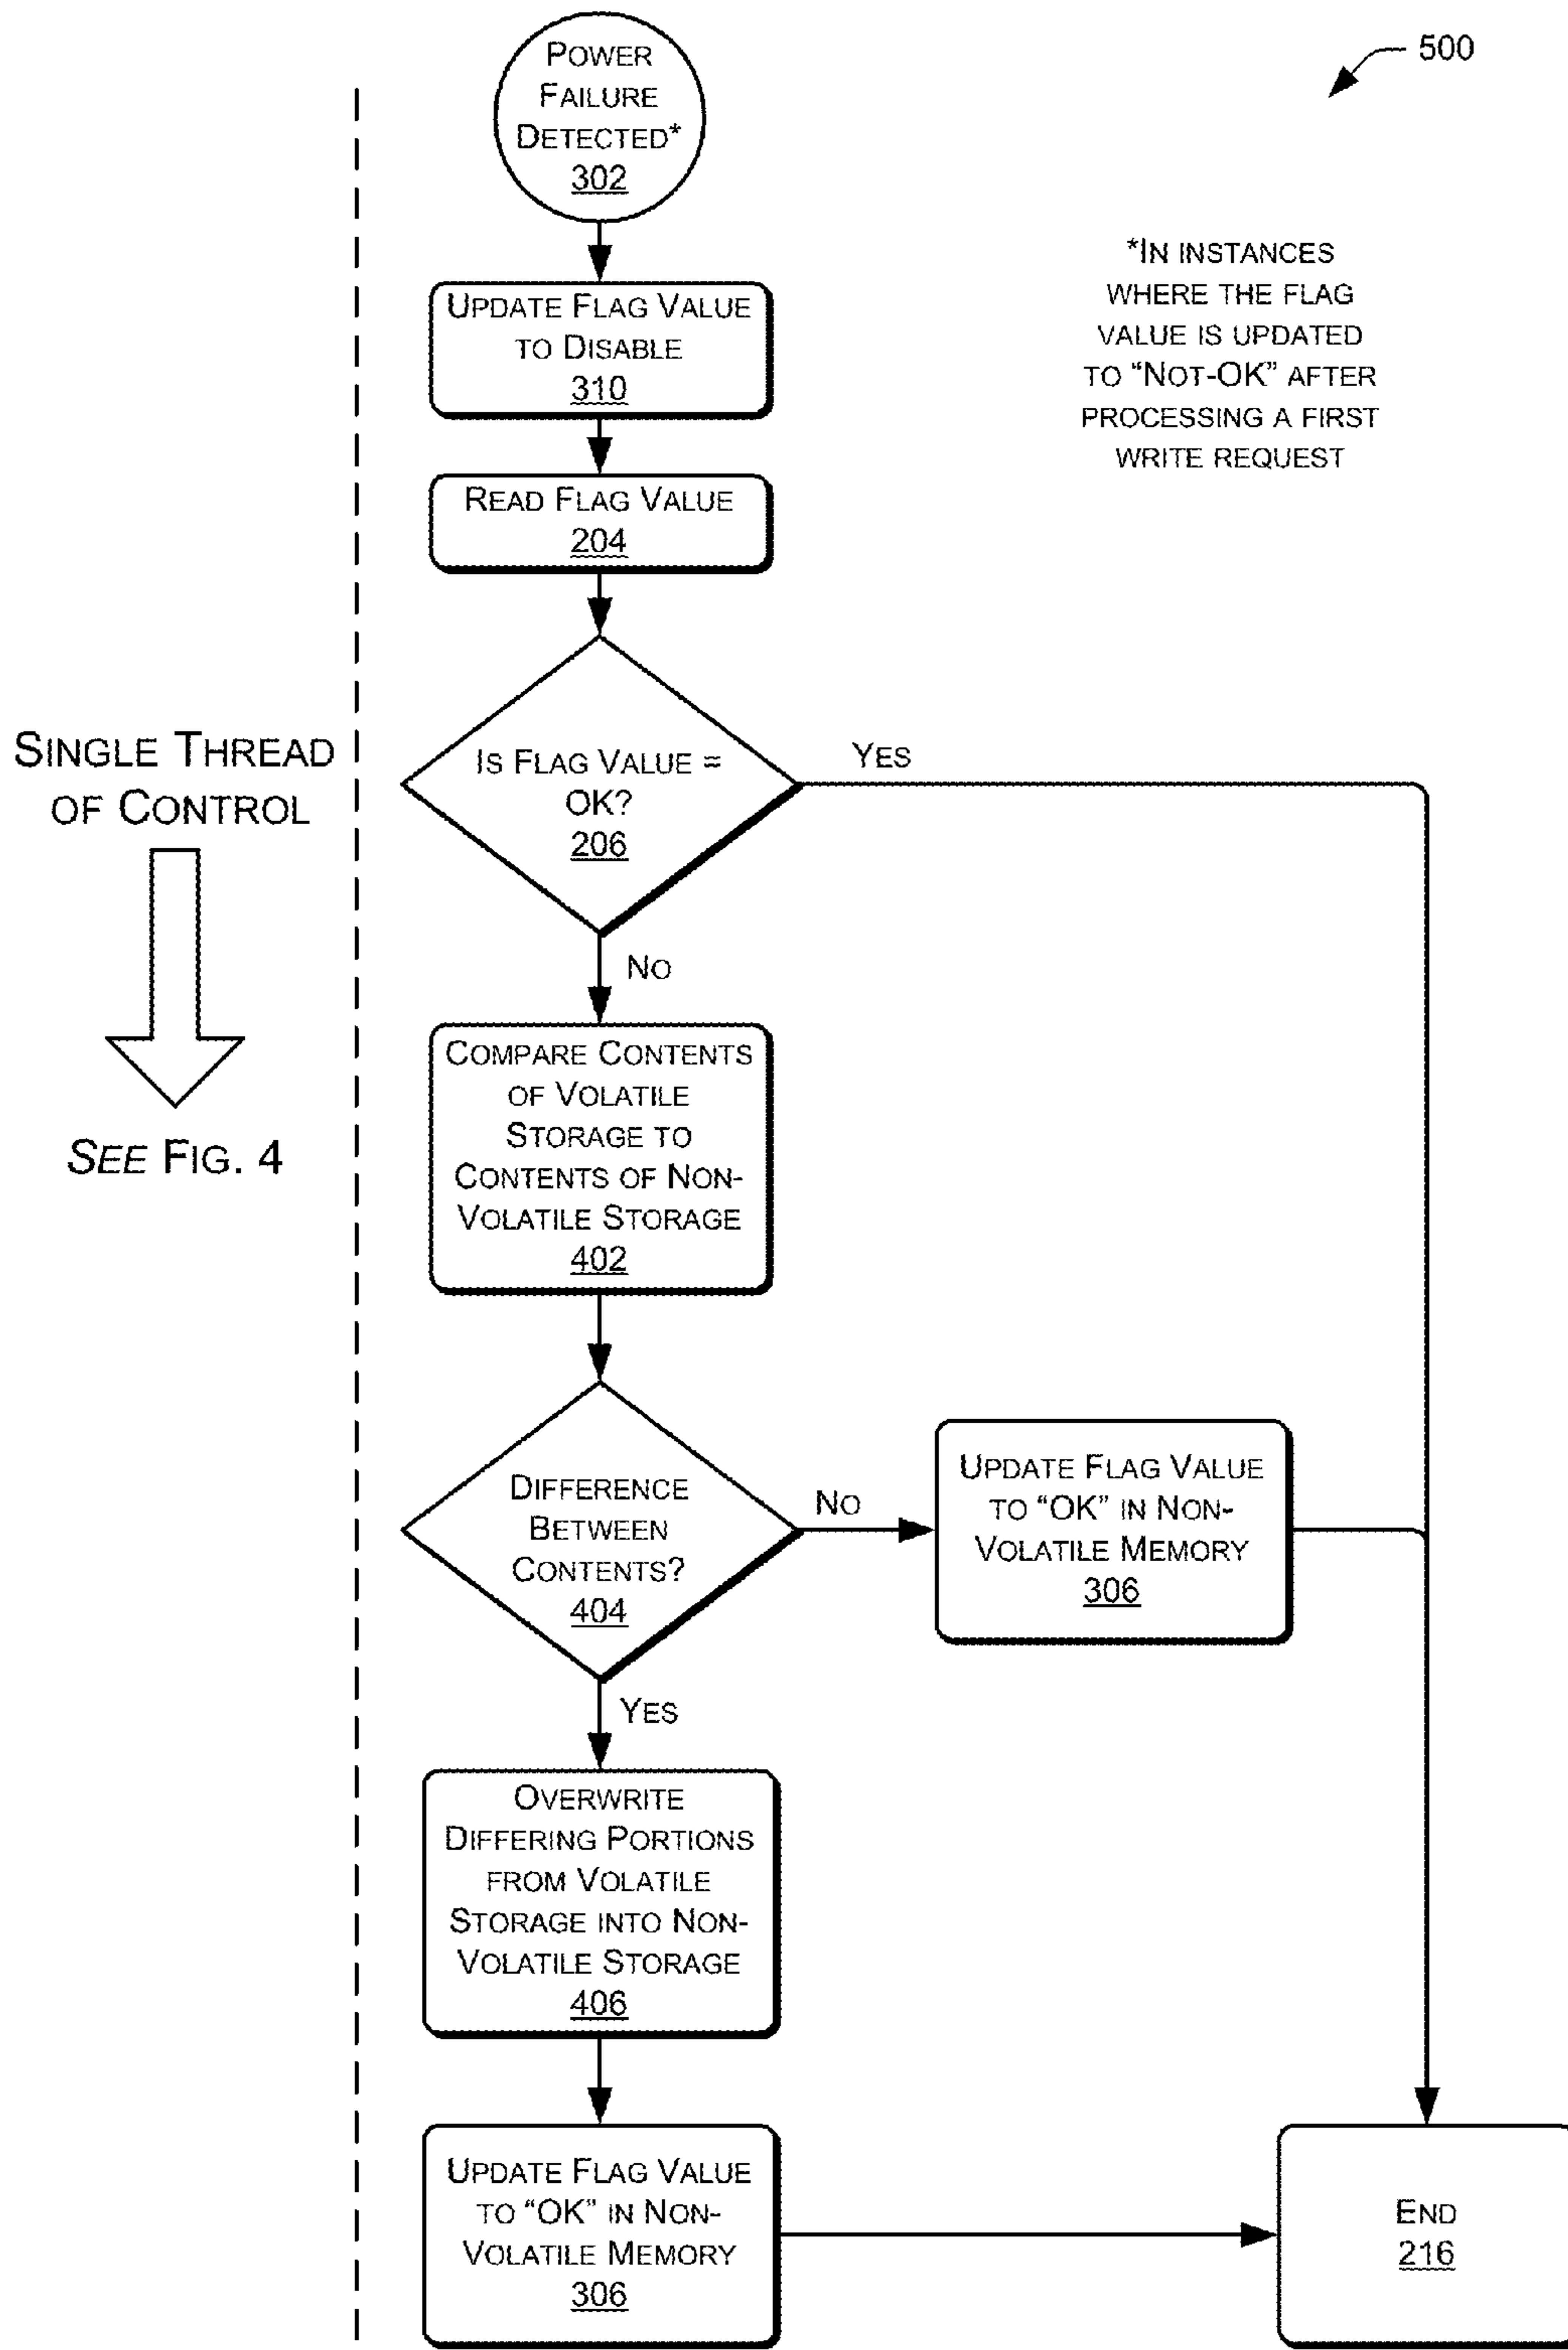 500
POWER
FAILURE
DETECTED*
302
UPDATE FLAG VALUE
TO DISABLE
310
*IN INSTANCES
WHERE THE FLAG
VALUE IS UPDATED
TO “NOT-OK” AFTER
PROCESSING A FIRST
WRITE REQUEST
READ FLAG VALUE
204
SINGLE THREAD
OF CONTROL
SEE FIG. 4
IS FLAG VALUE =
OK?
206
YES
NO
COMPARE CONTENTS
OF VOLATILE
STORAGE TO
CONTENTS OF NON-
VOLATILE STORAGE
402
DIFFERENCE
BETWEEN
CONTENTS?
404
NO
UPDATE FLAG VALUE
TO “OK” IN NON-
VOLATILE MEMORY
306
YES
OVERWRITE
DIFFERING PORTIONS
FROM VOLATILE
STORAGE INTO NON-
VOLATILE STORAGE
406
UPDATE FLAG VALUE
TO “OK” IN NON-
VOLATILE MEMORY
306
END
216